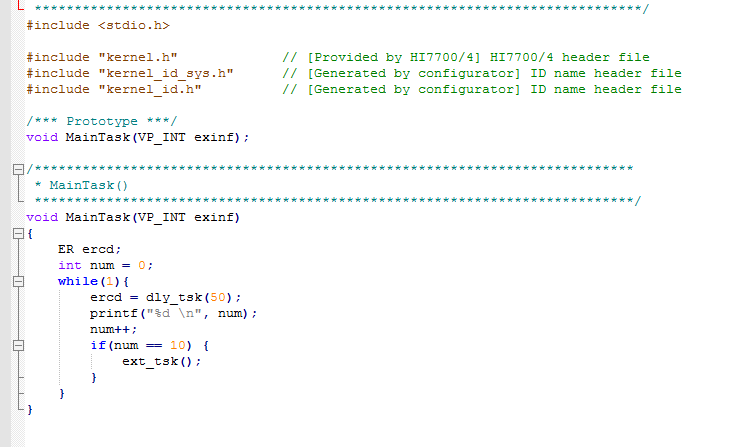 ****************************************************************************/
#include <stdio.h>
#include "kernel.h"             // [Provided by HI7700/4] HI7700/4 header file
#include "kernel_id_sys.h"      // [Generated by configurator] ID name header file
#include "kernel_id.h"          // [Generated by configurator] ID name header file
/*** Prototype ***/
void MainTask(VP_INT exinf);
/***************************************************************************
 * MainTask()
 ***************************************************************************/
void MainTask(VP_INT exinf)
{
    ER ercd;
    int num = 0;
    while(1){
        ercd = dly_tsk(50);
        printf("%d \n", num);
        num++;
        if(num == 10) {
            ext_tsk();
        }
    }
}